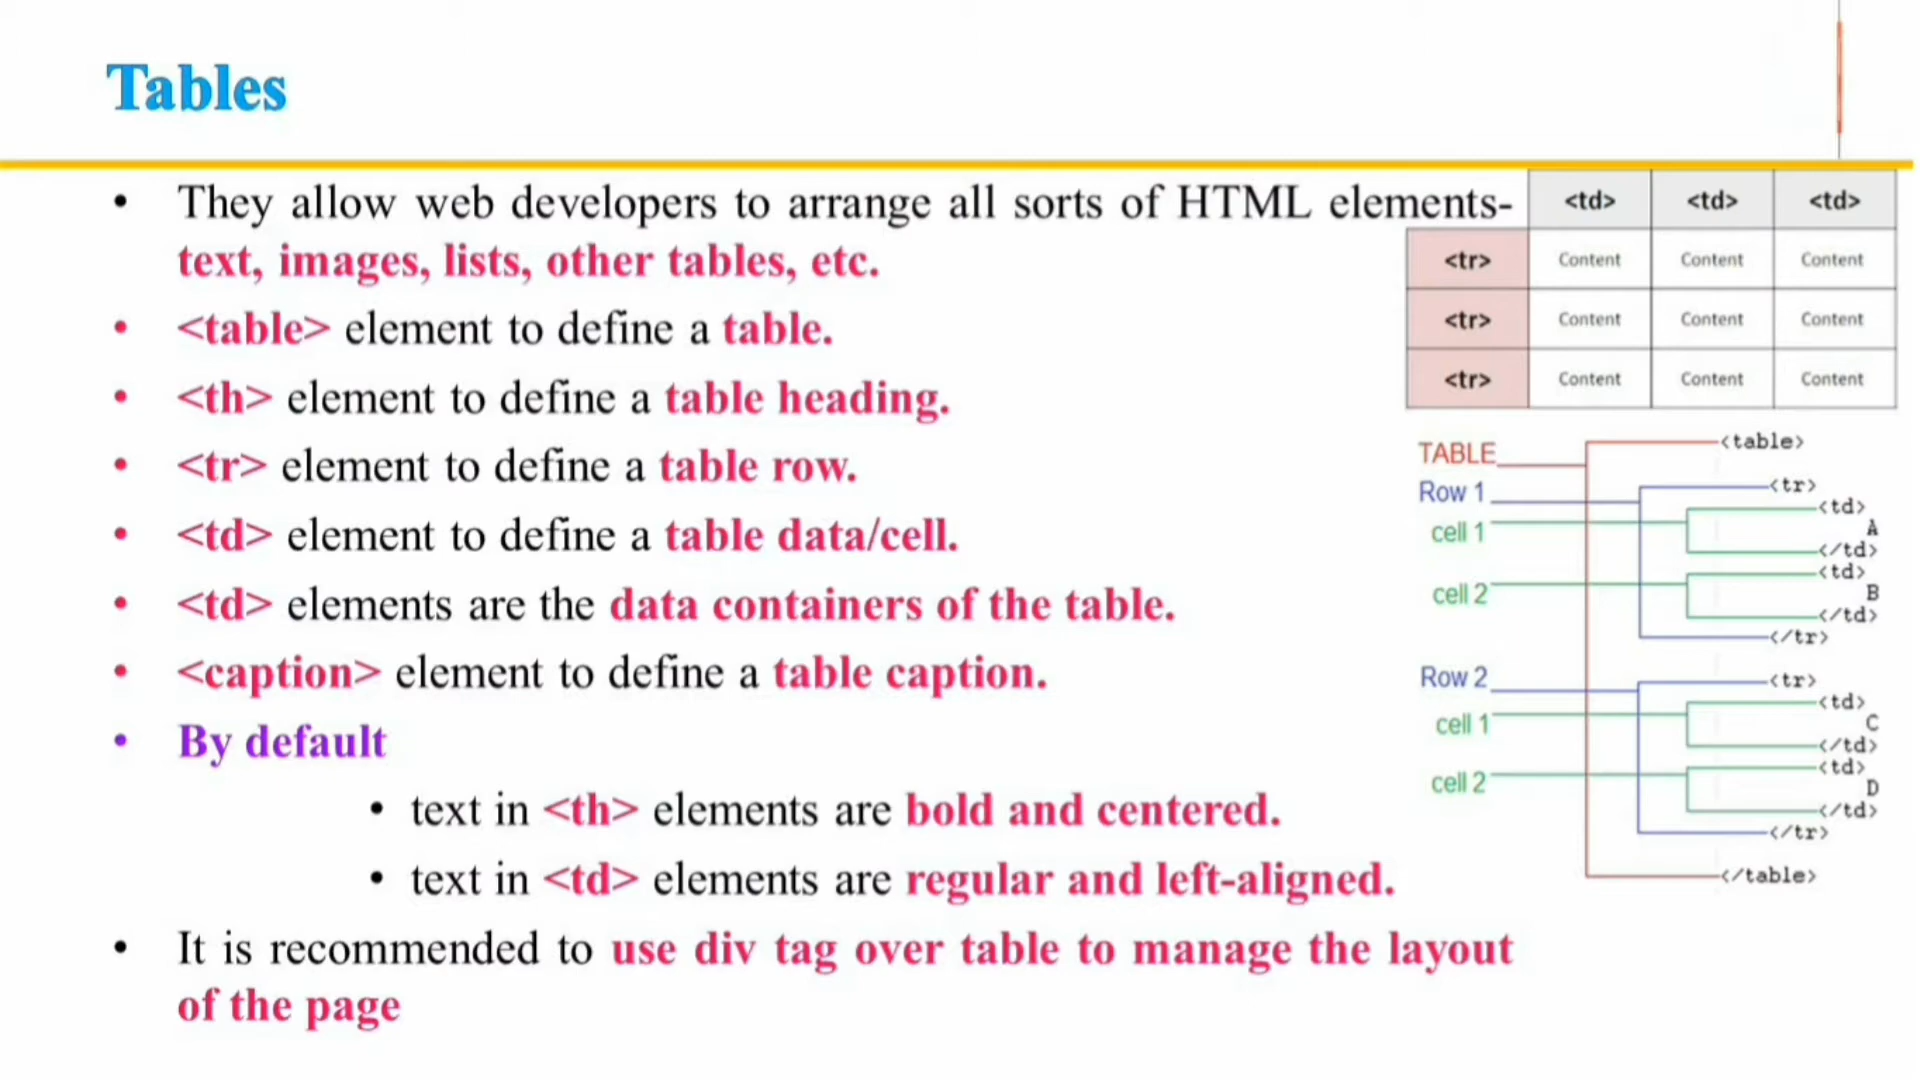 Tables
• They allow web developers to arrange all sorts of HTML elements-
text, images, lists, other tables, etc.
• <table> element to define a table.
• <th> element to define a table heading.
• <tr> element to define a table row.
• <td> element to define a table data/cell.
• <td> elements are the data containers of the table.
• <caption> element to define a table caption.
• By default
• text in <th> elements are bold and centered.
• text in <td> elements are regular and left-aligned.
• It is recommended to use div tag over table to manage the layout
of the page
<td> <td> <td>
<tr> Content Content Content
<tr> Content Content Content
<tr> Content Content Content
TABLE <table>
Row 1 <tr>
<td>
cell 1 A
</td>
<td>
cell 2 B
</td>
</tr>
Row 2 <tr>
<td>
cell 1 C
</td>
<td>
cell 2 D
</td>
</tr>
</table>